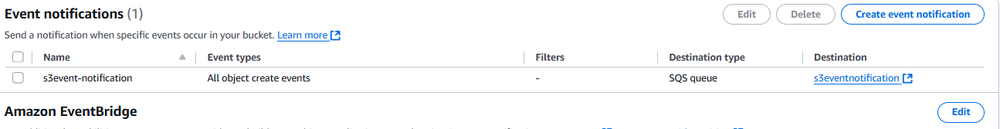 Event notifications (1)
Edit
Delete
Create event notification
Send a notification when specific events occur in your bucket. Learn more
Name
Event types
Filters
Destination type
Destination
s3event-notification
All object create events
-
SQS queue
s3eventnotification
Amazon EventBridge
Edit